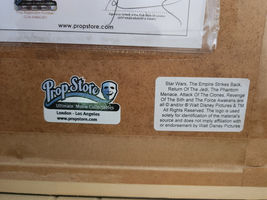 www.propstore.com
Prop Store
Ultimate Movie Collectables
London - Los Angeles
www.propstore.com
Star Wars, The Empire Strikes Back,
Return Of The Jedi, The Phantom
Menace, Attack Of The Clones, Revenge
Of The Sith and The Force Awakens are
all © and/or ® Walt Disney Pictures & TM
All Rights Reserved. The logo is used
solely for identification of the material's
source and does not imply affiliation with
or endorsement by Walt Disney Pictures